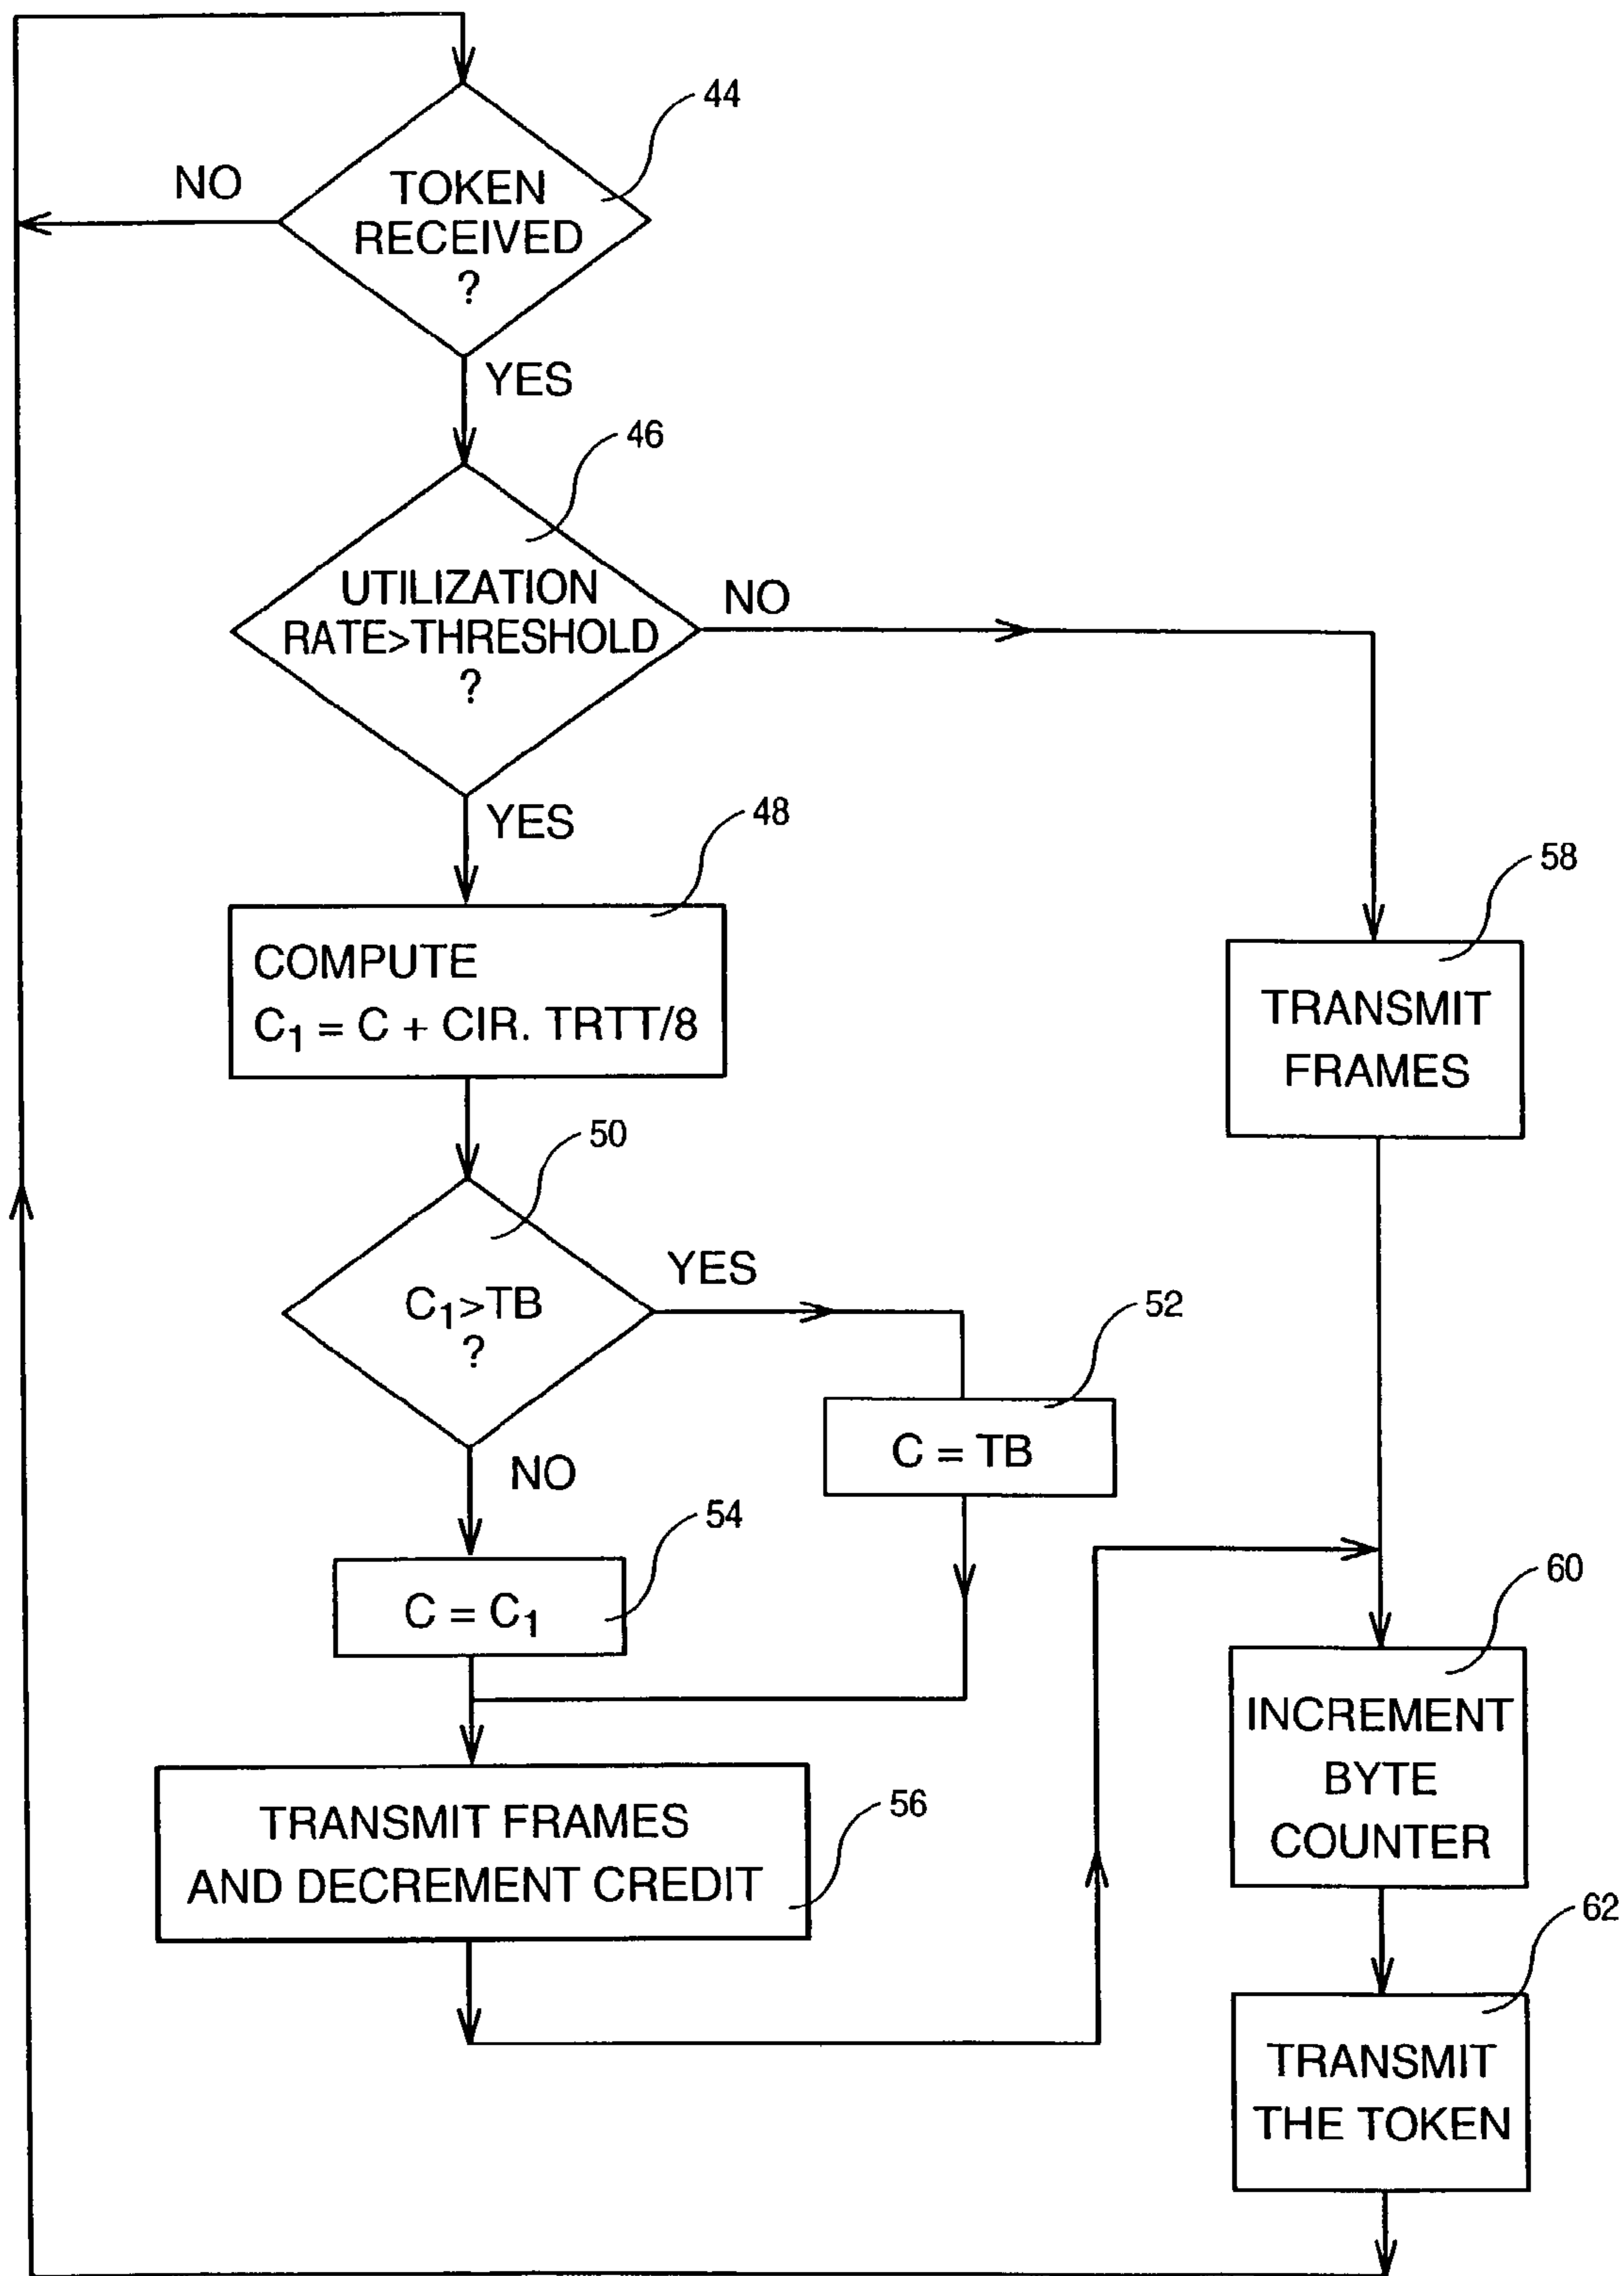 44
NO
TOKEN
RECEIVED
?
YES
46
UTILIZATION
RATE>THRESHOLD
?
NO
YES
48
COMPUTE
C₁ = C + CIR. TRTT/8
58
TRANSMIT
FRAMES
50
C₁>TB
?
YES
52
C = TB
NO
54
C = C₁
60
INCREMENT
BYTE
COUNTER
56
TRANSMIT FRAMES
AND DECREMENT CREDIT
62
TRANSMIT
THE TOKEN